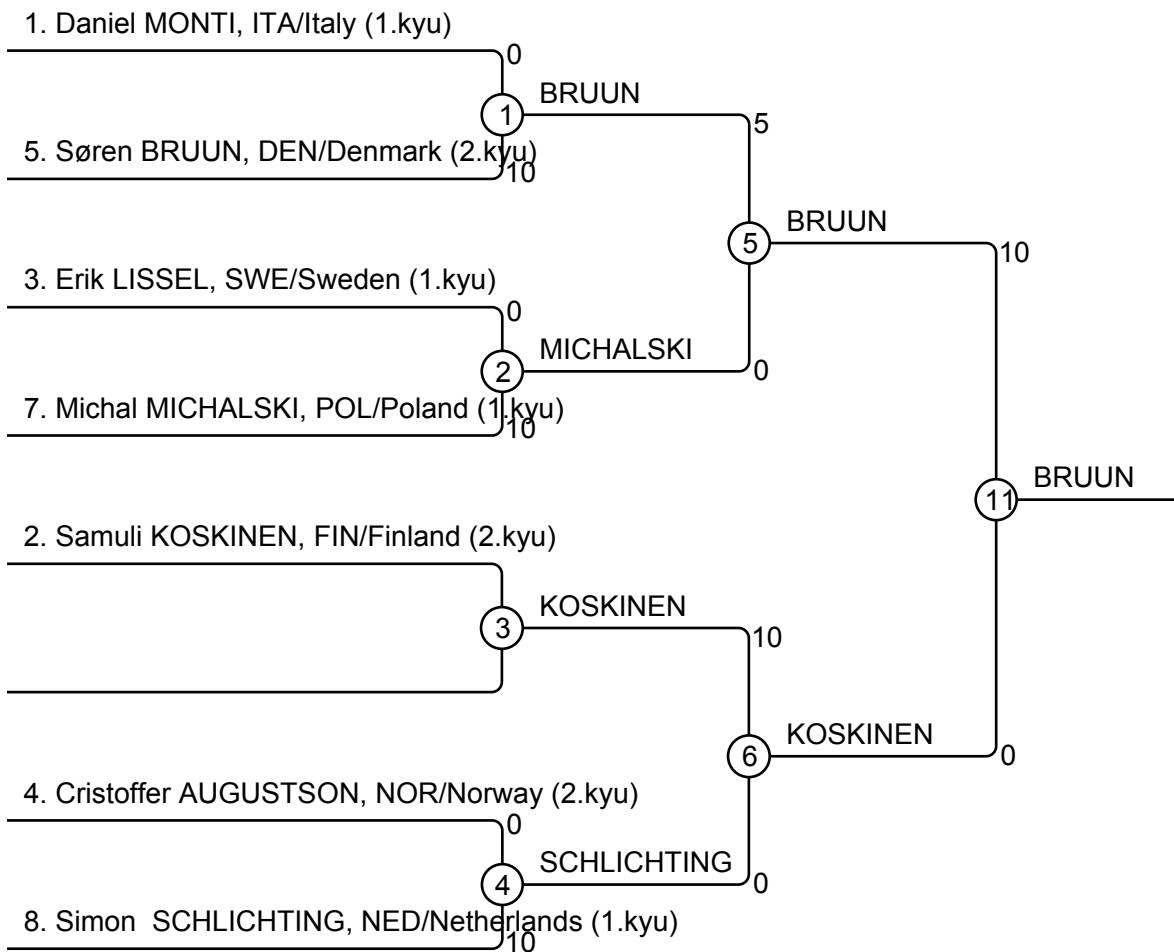 1. Daniel MONTI, ITA/Italy (1.kyu)
0
1
BRUUN
5
5. Søren BRUUN, DEN/Denmark (2.kyu)
10
5
BRUUN
10
3. Erik LISSEL, SWE/Sweden (1.kyu)
0
2
MICHALSKI
0
7. Michal MICHALSKI, POL/Poland (1.kyu)
10
11
BRUUN
2. Samuli KOSKINEN, FIN/Finland (2.kyu)
3
KOSKINEN
10
6
KOSKINEN
0
4. Cristoffer AUGUSTSON, NOR/Norway (2.kyu)
0
4
SCHLICHTING
0
8. Simon  SCHLICHTING, NED/Netherlands (1.kyu)
10